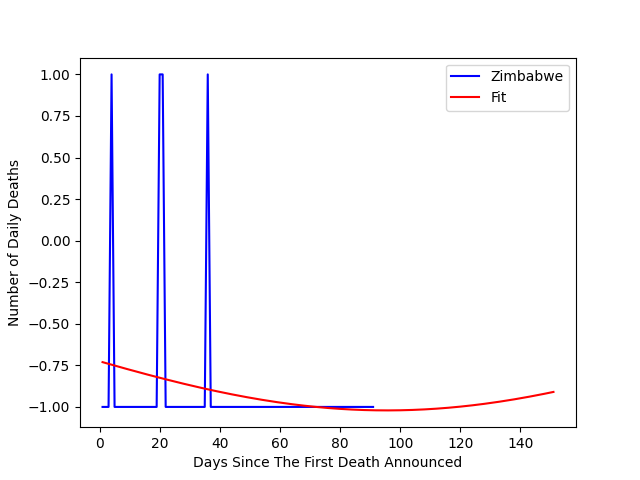 Zimbabwe
Fit
Number of Daily Deaths
1.00
0.75
0.50
0.25
0.00
−0.25
−0.50
−0.75
−1.00
0 20 40 60 80 100 120 140
Days Since The First Death Announced